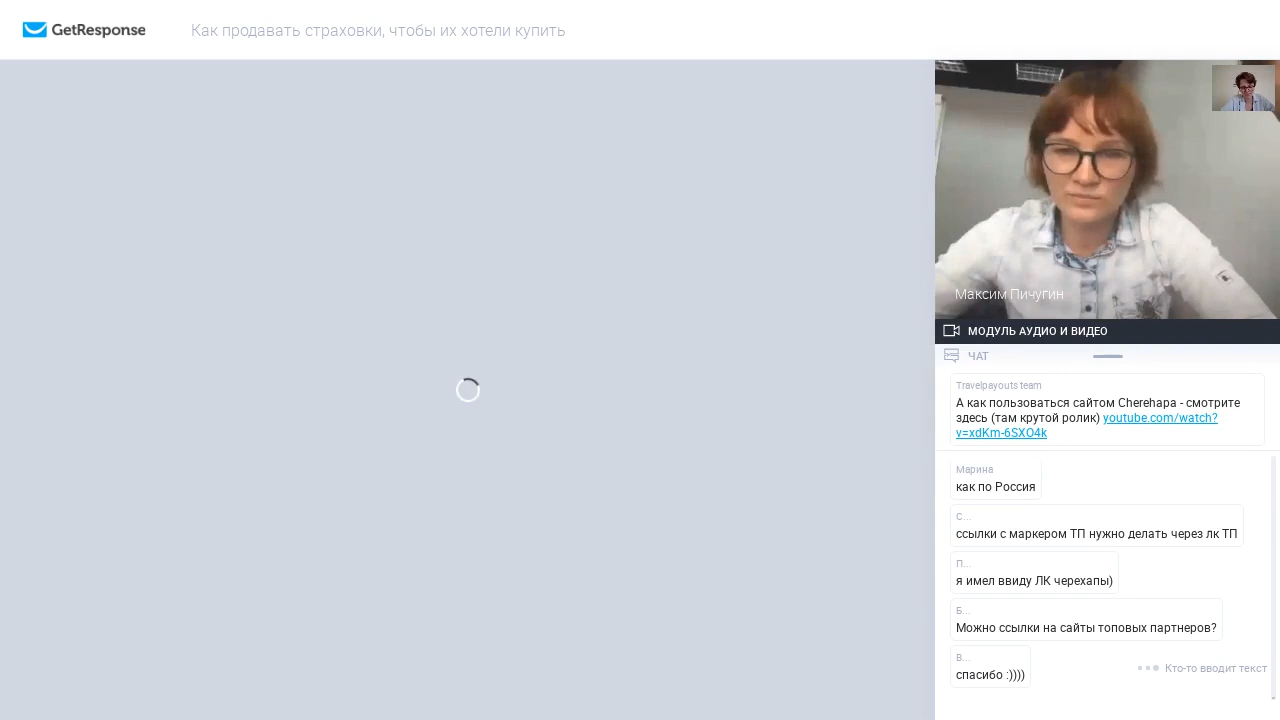 GetResponse
Как продавать страховки, чтобы их хотели купить
Максим Пичугин
МОДУЛЬ АУДИО И ВИДЕО
ЧАТ
Travelpayouts team
А как пользоваться сайтом Cherehapa - смотрите
здесь (там крутой ролик) youtube.com/watch?
v=xdKm-6SXO4k
Марина
как по Россия
С...
ссылки с маркером ТП нужно делать через лк ТП
П...
я имел ввиду ЛК черехапы)
Б...
Можно ссылки на сайты топовых партнеров?
В...
спасибо :))))
Кто-то вводит текст